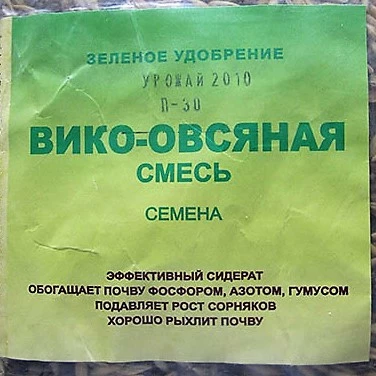 ЗЕЛЕНОЕ УДОБРЕНИЕ
УРОЖАЙ 2010
П-30
ВИКО-ОВСЯНАЯ
СМЕСЬ
СЕМЕНА
ЭФФЕКТИВНЫЙ СИДЕРАТ
ОБОГАЩАЕТ ПОЧВУ ФОСФОРОМ, АЗОТОМ, ГУМУСОМ
ПОДАВЛЯЕТ РОСТ СОРНЯКОВ
ХОРОШО РЫХЛИТ ПОЧВУ